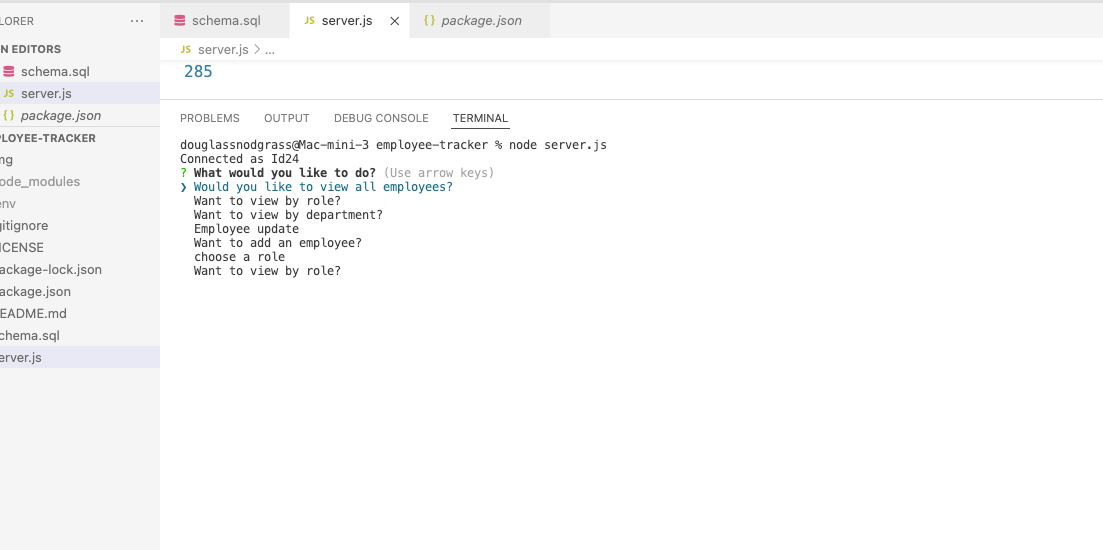 LORER ...
N EDITORS
schema.sql
JS server.js
{} package.json
PLOYEE-TRACKER
mg
ode_modules
env
gitignore
ICENSE
ackage-lock.json
ackage.json
EADME.md
chema.sql
erver.js
schema.sql JS server.js × {} package.json
JS server.js > ...
285
PROBLEMS OUTPUT DEBUG CONSOLE TERMINAL
douglassnodgrass@Mac-mini-3 employee-tracker % node server.js
Connected as Id24
? What would you like to do? (Use arrow keys)
❯ Would you like to view all employees?
Want to view by role?
Want to view by department?
Employee update
Want to add an employee?
choose a role
Want to view by role?